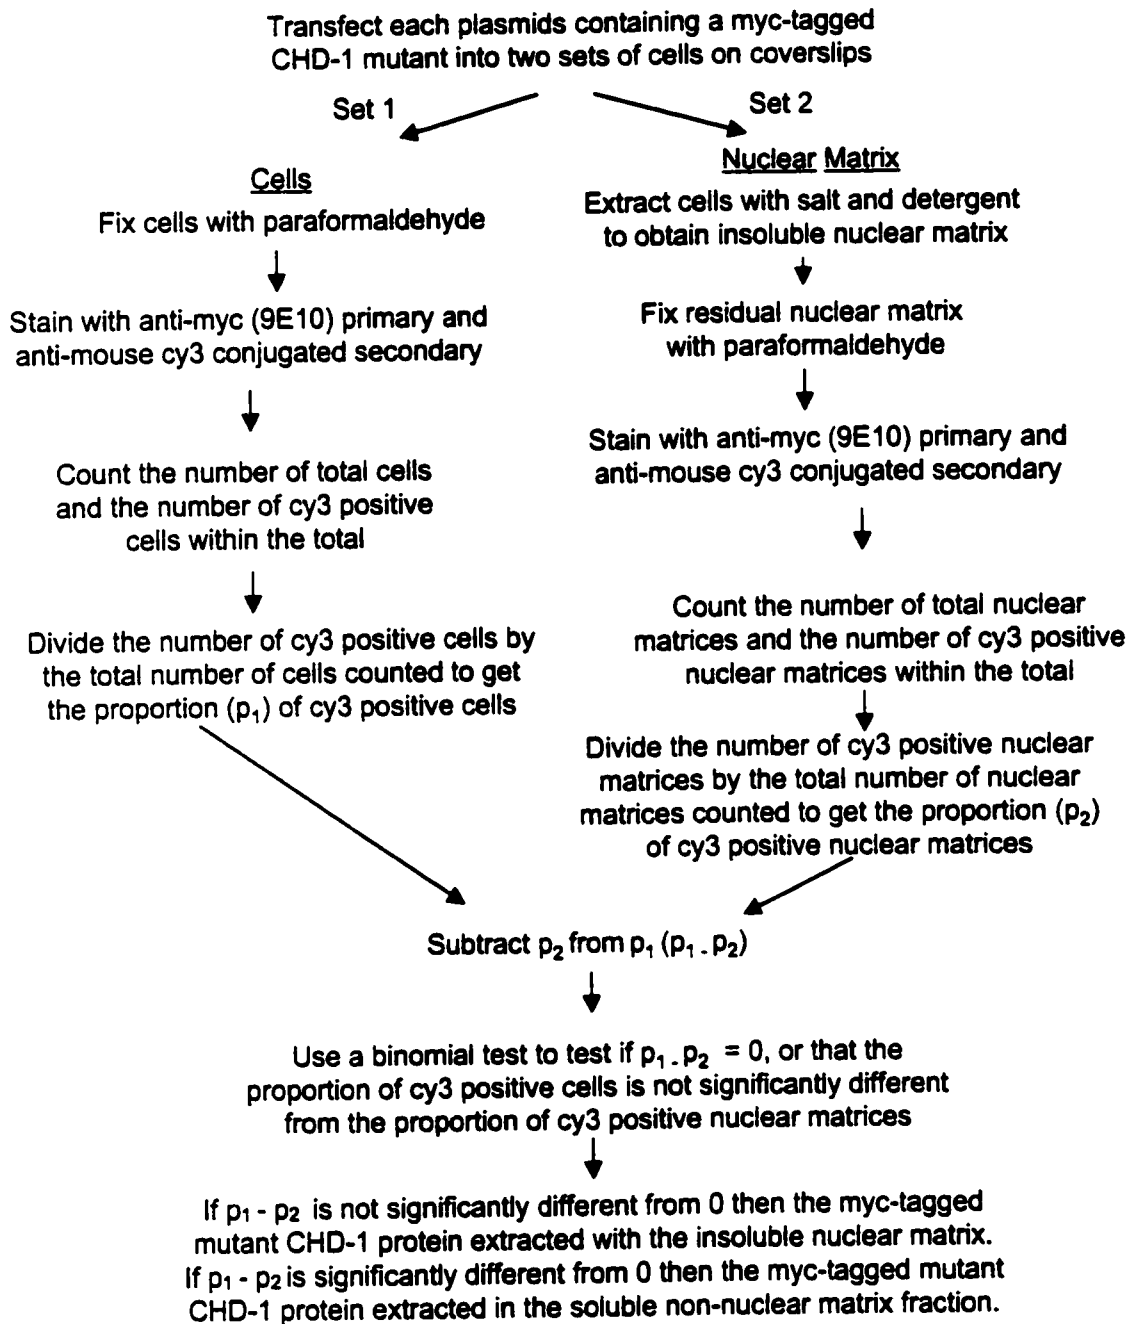 Transfect each plasmids containing a myc-tagged
CHD-1 mutant into two sets of cells on coverslips
Set 1
Set 2
Cells
Fix cells with paraformaldehyde
Stain with anti-myc (9E10) primary and
anti-mouse cy3 conjugated secondary
Count the number of total cells
and the number of cy3 positive
cells within the total
Divide the number of cy3 positive cells by
the total number of cells counted to get
the proportion (p₁) of cy3 positive cells
Nuclear Matrix
Extract cells with salt and detergent
to obtain insoluble nuclear matrix
Fix residual nuclear matrix
with paraformaldehyde
Stain with anti-myc (9E10) primary and
anti-mouse cy3 conjugated secondary
Count the number of total nuclear
matrices and the number of cy3 positive
nuclear matrices within the total
Divide the number of cy3 positive nuclear
matrices by the total number of nuclear
matrices counted to get the proportion (p₂)
of cy3 positive nuclear matrices
Subtract p₂ from p₁ (p₁ - p₂)
Use a binomial test to test if p₁ - p₂ = 0, or that the
proportion of cy3 positive cells is not significantly different
from the proportion of cy3 positive nuclear matrices
If p₁ - p₂ is not significantly different from 0 then the myc-tagged
mutant CHD-1 protein extracted with the insoluble nuclear matrix.
If p₁ - p₂ is significantly different from 0 then the myc-tagged mutant
CHD-1 protein extracted in the soluble non-nuclear matrix fraction.